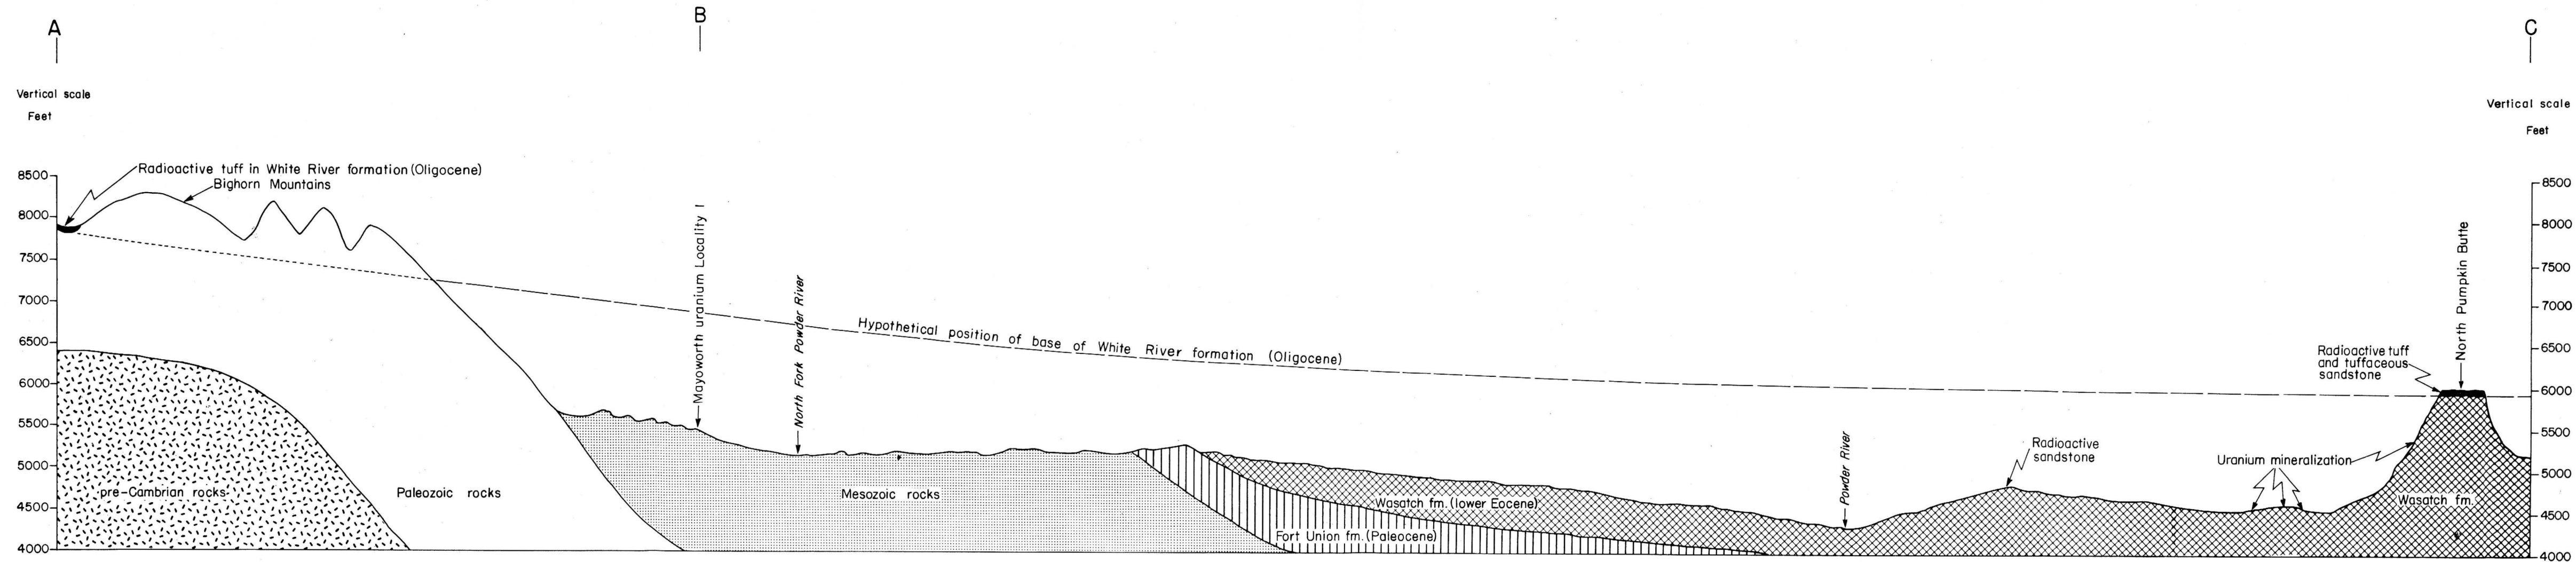 A
B
C
Vertical scale
Feet
Vertical scale
Feet
Radioactive tuff in White River formation (Oligocene)
Bighorn Mountains
8500
8000
7500
7000
6500
6000
5500
5000
4500
4000
Mayoworth uranium Locality 1
North Fork Powder River
Hypothetical position of base of White River formation (Oligocene)
Powder River
Radioactive
sandstone
Uranium mineralization
Radioactive tuff
and tuffaceous
sandstone
North Pumpkin Butte
8500
8000
7500
7000
6500
6000
5500
5000
4500
4000
pre-Cambrian rocks
Paleozoic rocks
Mesozoic rocks
Wasatch fm. (lower Eocene)
Fort Union fm. (Paleocene)
Wasatch fm.